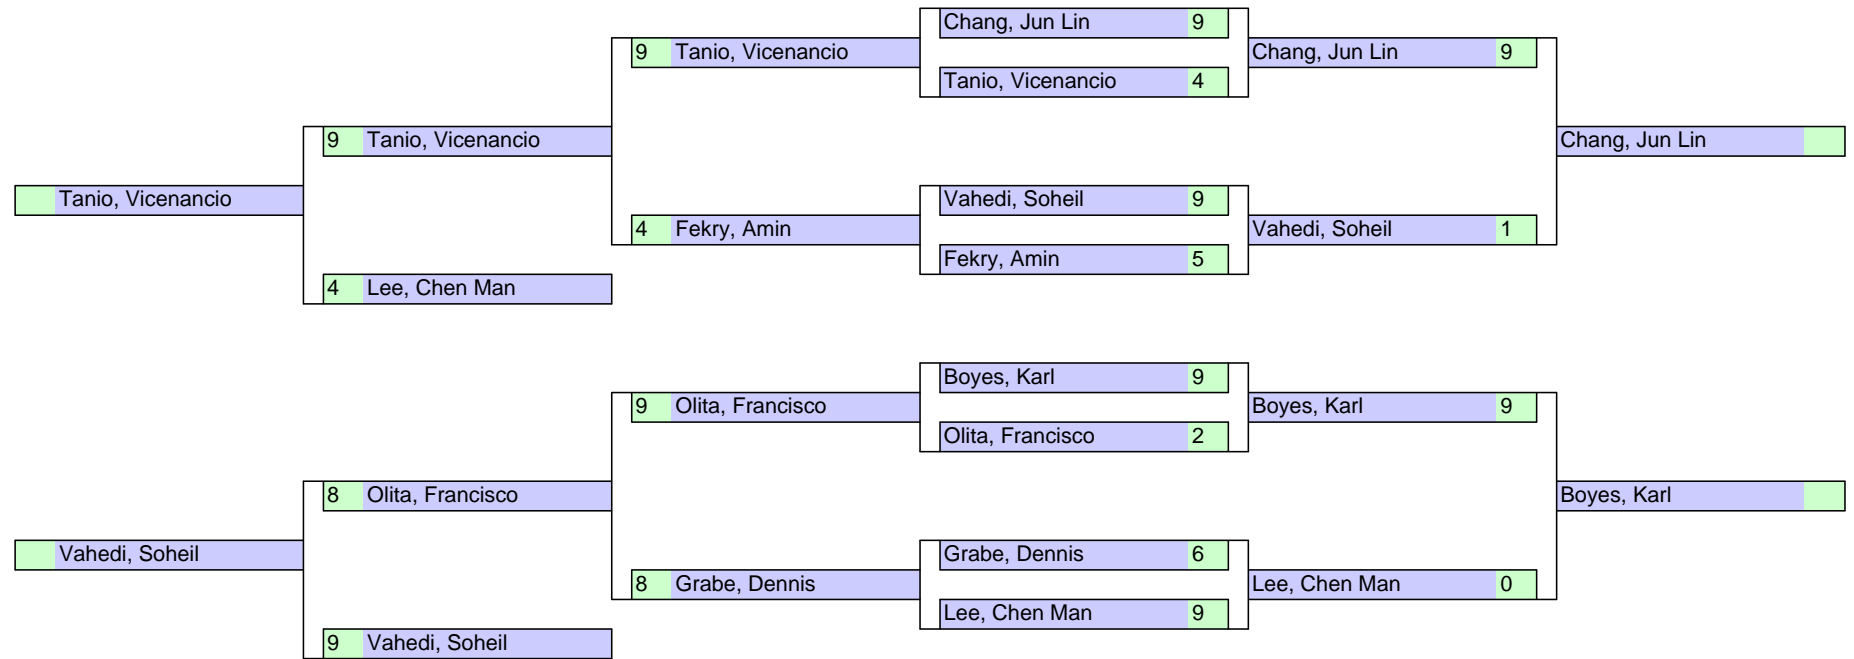 Chang, Jun Lin 9
9 Tanio, Vicenancio Chang, Jun Lin 9
Tanio, Vicenancio 4
9 Tanio, Vicenancio Chang, Jun Lin
Tanio, Vicenancio Vahedi, Soheil 9
4 Fekry, Amin Vahedi, Soheil 1
Fekry, Amin 5
4 Lee, Chen Man
Boyes, Karl 9
9 Olita, Francisco Boyes, Karl 9
Olita, Francisco 2
8 Olita, Francisco Boyes, Karl
Vahedi, Soheil Grabe, Dennis 6
8 Grabe, Dennis Lee, Chen Man 0
Lee, Chen Man 9
9 Vahedi, Soheil